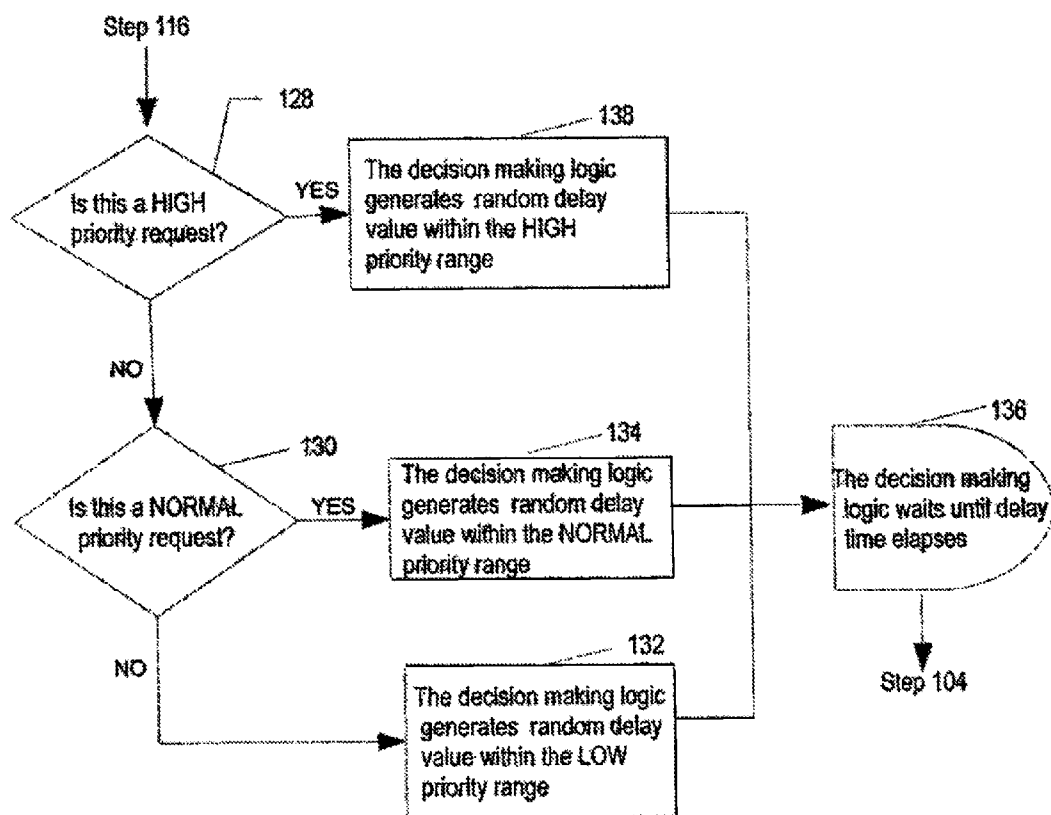 Step 116
128
Is this a HIGH
priority request?
YES
138
The decision making logic
generates random delay
value within the HIGH
priority range
NO
130
Is this a NORMAL
priority request?
YES
134
The decision making logic
generates random delay
value within the NORMAL
priority range
136
The decision making
logic waits until delay
time elapses
NO
132
The decision making logic
generates random delay
value within the LOW
priority range
Step 104